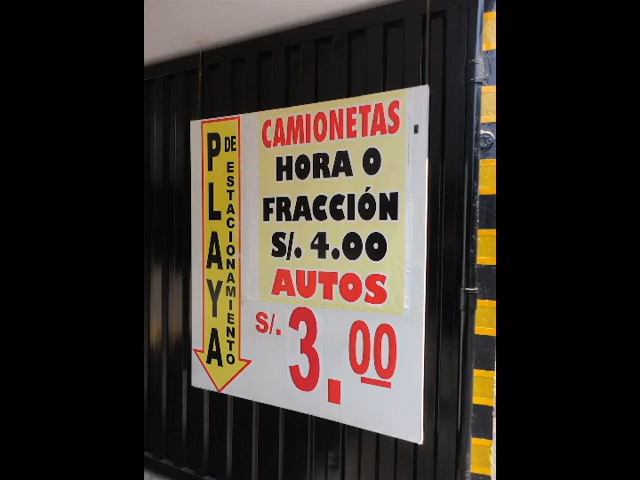 PLAYA
DE ESTACIONAMIENTO
CAMIONETAS
HORA O
FRACCIÓN
S/. 4.00
AUTOS
S/. 3.00